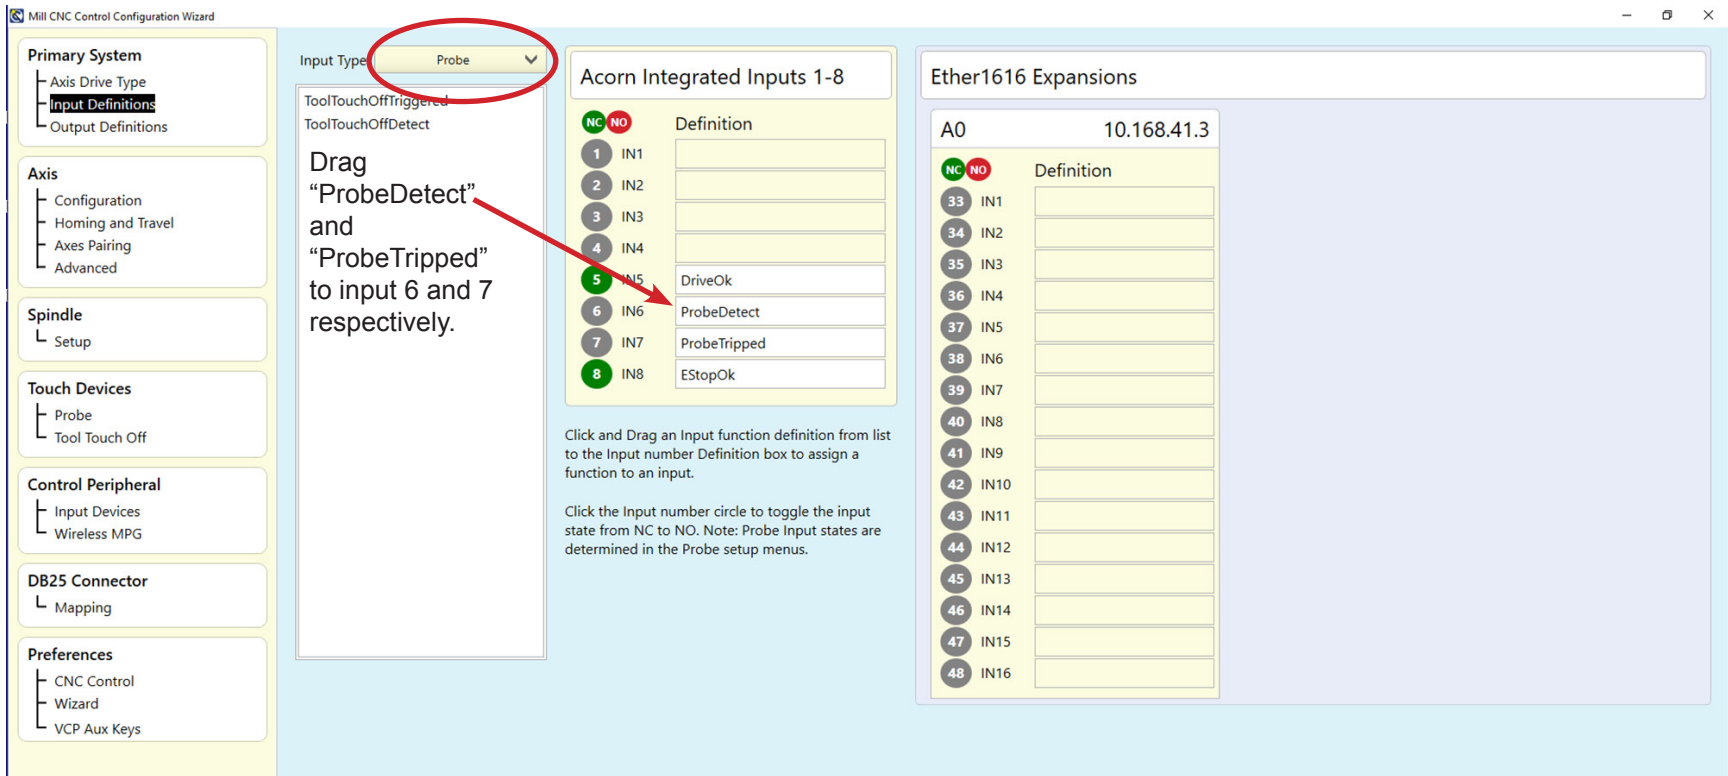 Mill CNC Control Configuration Wizard
Primary System
Axis Drive Type
Input Definitions
Output Definitions
Axis
Configuration
Homing and Travel
Axes Pairing
Advanced
Spindle
Setup
Touch Devices
Probe
Tool Touch Off
Control Peripheral
Input Devices
Wireless MPG
DB25 Connector
Mapping
Preferences
CNC Control
Wizard
VCP Aux Keys
Input Type
Probe
ToolTouchOffTriggered
ToolTouchOffDetect
Drag
“ProbeDetect”
and
“ProbeTripped”
to input 6 and 7
respectively.
Acorn Integrated Inputs 1-8
NC NO Definition
1 IN1
2 IN2
3 IN3
4 IN4
5 IN5 DriveOk
6 IN6 ProbeDetect
7 IN7 ProbeTripped
8 IN8 EStopOk
Click and Drag an Input function definition from list
to the Input number Definition box to assign a
function to an input.
Click the Input number circle to toggle the input
state from NC to NO. Note: Probe Input states are
determined in the Probe setup menus.
Ether1616 Expansions
A0 10.168.41.3
NC NO Definition
33 IN1
34 IN2
35 IN3
36 IN4
37 IN5
38 IN6
39 IN7
40 IN8
41 IN9
42 IN10
43 IN11
44 IN12
45 IN13
46 IN14
47 IN15
48 IN16